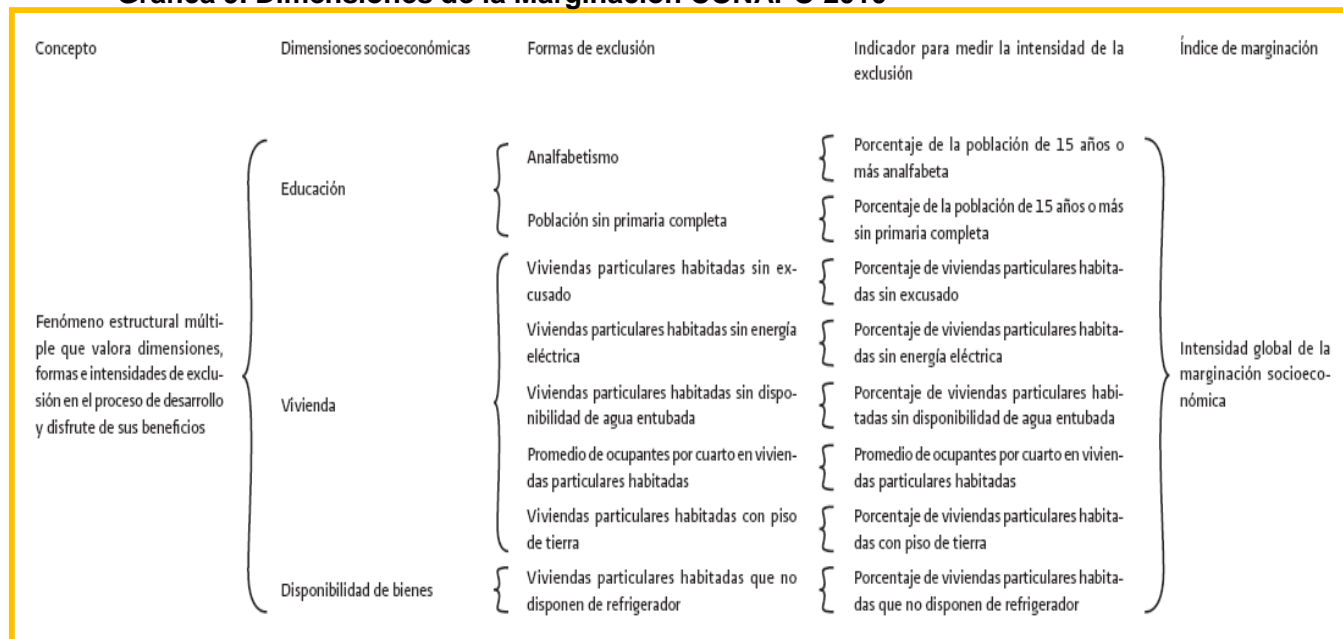 Gráfica 3. Dimensiones de la Marginación CONAPO 2010
Concepto
Dimensiones socioeconómicas
Formas de exclusión
Indicador para medir la intensidad de la
exclusión
Índice de marginación
Fenómeno estructural múlti-
ple que valora dimensiones,
formas e intensidades de exclu-
sión en el proceso de desarrollo
y disfrute de sus beneficios
Educación
Analfabetismo
Porcentaje de la población de 15 años o
más analfabeta
Población sin primaria completa
Porcentaje de la población de 15 años o más
sin primaria completa
Vivienda
Viviendas particulares habitadas sin ex-
cusado
Porcentaje de viviendas particulares habita-
das sin excusado
Viviendas particulares habitadas sin energía
eléctrica
Porcentaje de viviendas particulares habita-
das sin energía eléctrica
Viviendas particulares habitadas sin dispo-
nibilidad de agua entubada
Porcentaje de viviendas particulares habi-
tadas sin disponibilidad de agua entubada
Promedio de ocupantes por cuarto en vivien-
das particulares habitadas
Promedio de ocupantes por cuarto en vivien-
das particulares habitadas
Viviendas particulares habitadas con piso
de tierra
Porcentaje de viviendas particulares habita-
das con piso de tierra
Disponibilidad de bienes
Viviendas particulares habitadas que no
disponen de refrigerador
Porcentaje de viviendas particulares habita-
das que no disponen de refrigerador
Intensidad global de la
marginación socioeco-
nómica